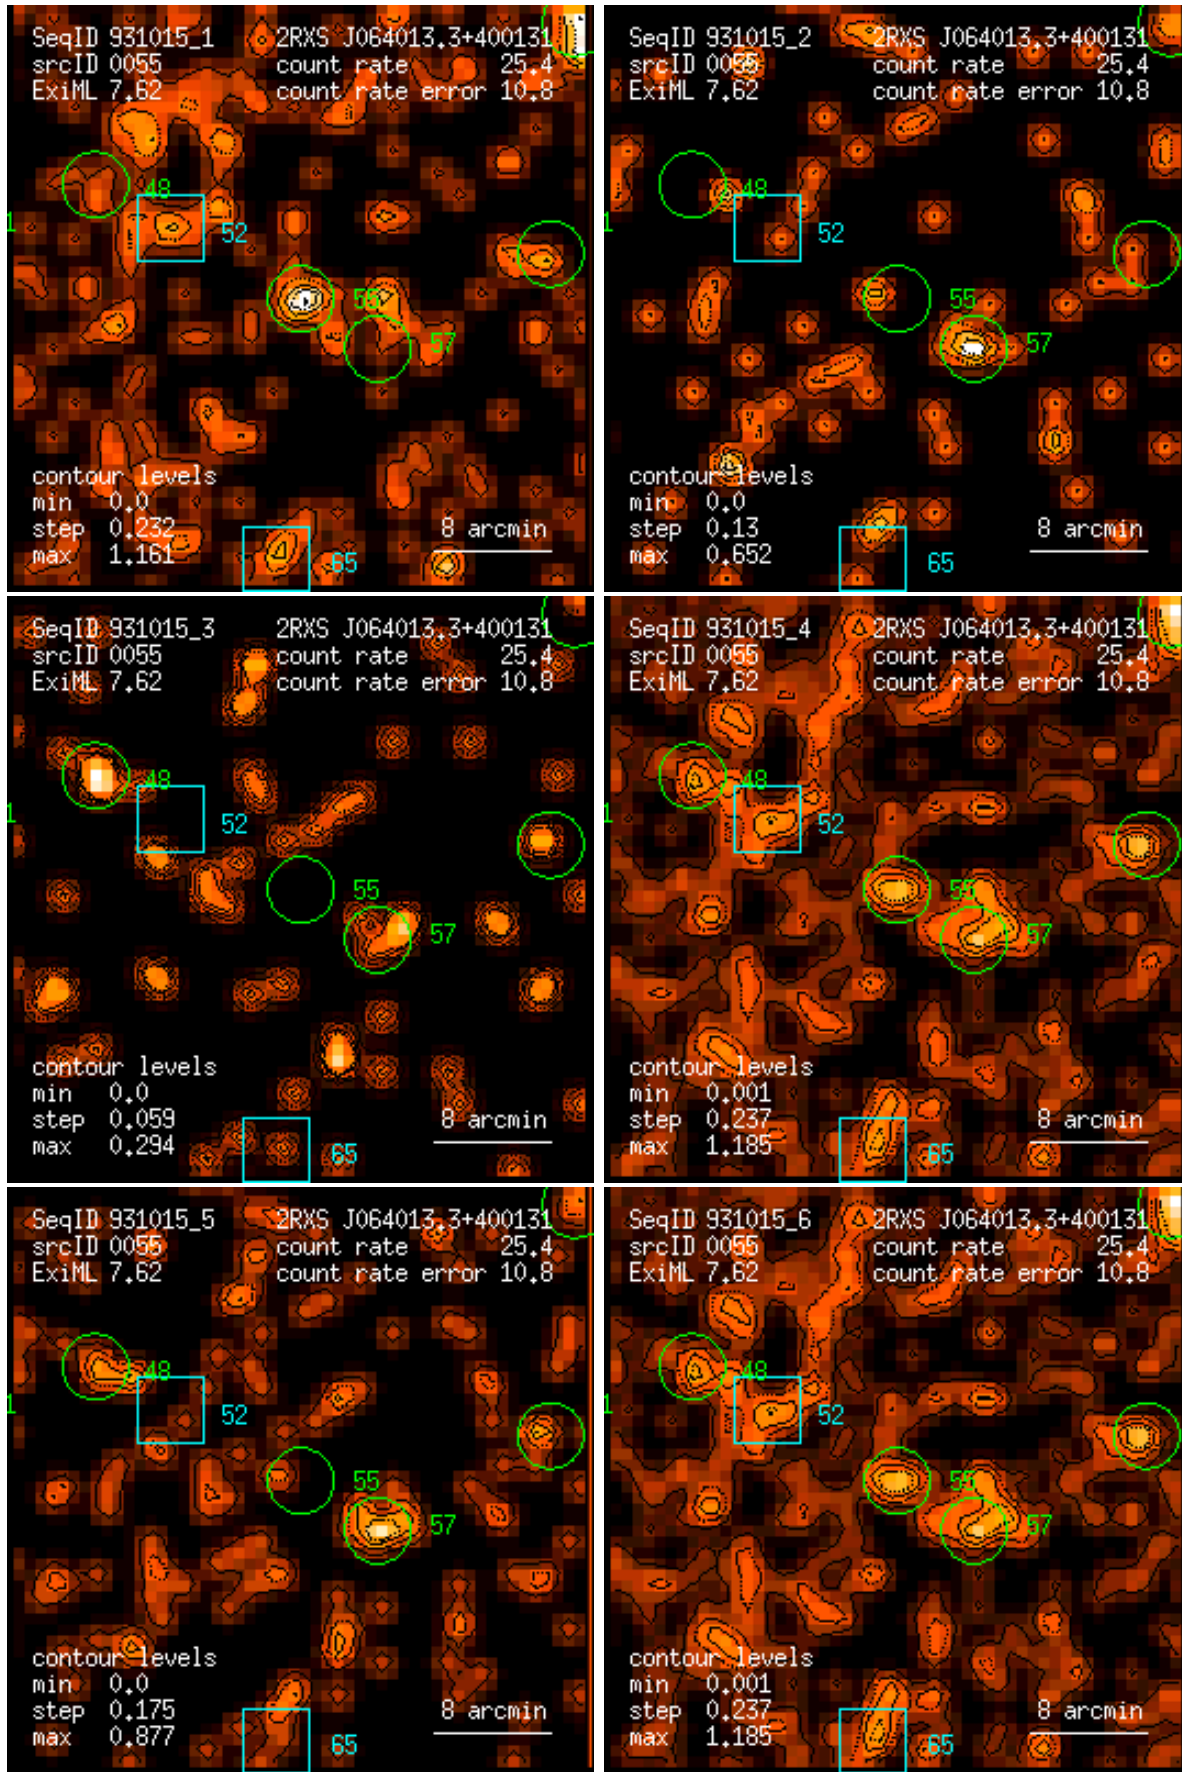 SeqID 931015_1 2RXS J064013.3+400131
srcID 0055 count rate 25.4
ExiML 7.62 count rate error 10.8
48
1 52
55
57
contour levels
min 0.0
step 0.232 8 arcmin
max 1.161 65
SeqID 931015_2 2RXS J064013.3+400131
srcID 0055 count rate 25.4
ExiML 7.62 count rate error 10.8
48
1 52
55
57
contour levels
min 0.0
step 0.13 8 arcmin
max 0.652 65
SeqID 931015_3 2RXS J064013.3+400131
srcID 0055 count rate 25.4
ExiML 7.62 count rate error 10.8
48
1 52
55
57
contour levels
min 0.0
step 0.059 8 arcmin
max 0.294 65
SeqID 931015_4 2RXS J064013.3+400131
srcID 0055 count rate 25.4
ExiML 7.62 count rate error 10.8
48
1 52
55
57
contour levels
min 0.001
step 0.237 8 arcmin
max 1.185 65
SeqID 931015_5 2RXS J064013.3+400131
srcID 0055 count rate 25.4
ExiML 7.62 count rate error 10.8
48
1 52
55
57
contour levels
min 0.0
step 0.175 8 arcmin
max 0.877 65
SeqID 931015_6 2RXS J064013.3+400131
srcID 0055 count rate 25.4
ExiML 7.62 count rate error 10.8
48
1 52
55
57
contour levels
min 0.001
step 0.237 8 arcmin
max 1.185 65